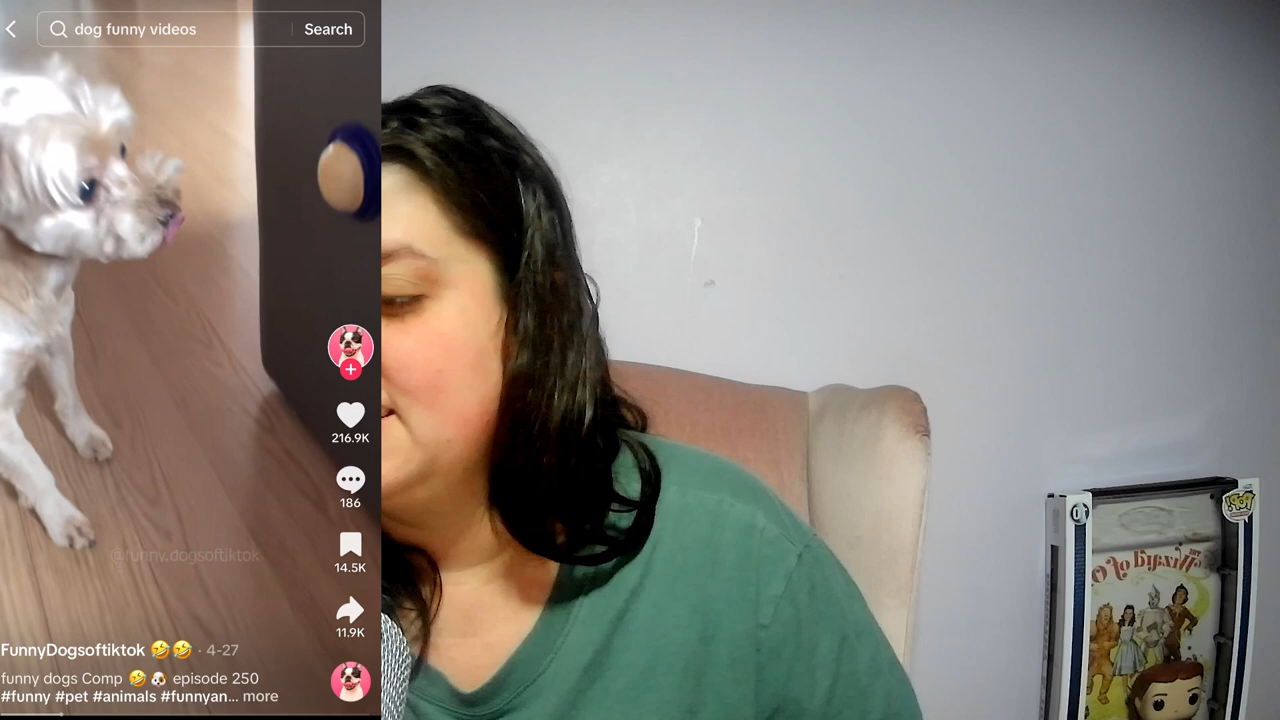 dog funny videos
Search
216.9K
186
14.5K
11.9K
@funny.dogsoftiktok
FunnyDogsoftiktok 🤣🤣 · 4-27
funny dogs Comp 🤣🐶 episode 250
#funny #pet #animals #funnyan... more
POP!
THE
Wizard of O